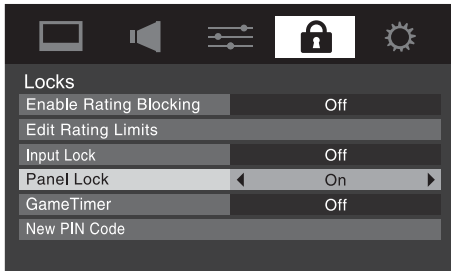 Locks
Enable Rating Blocking Off
Edit Rating Limits
Input Lock Off
Panel Lock On
GameTimer Off
New PIN Code